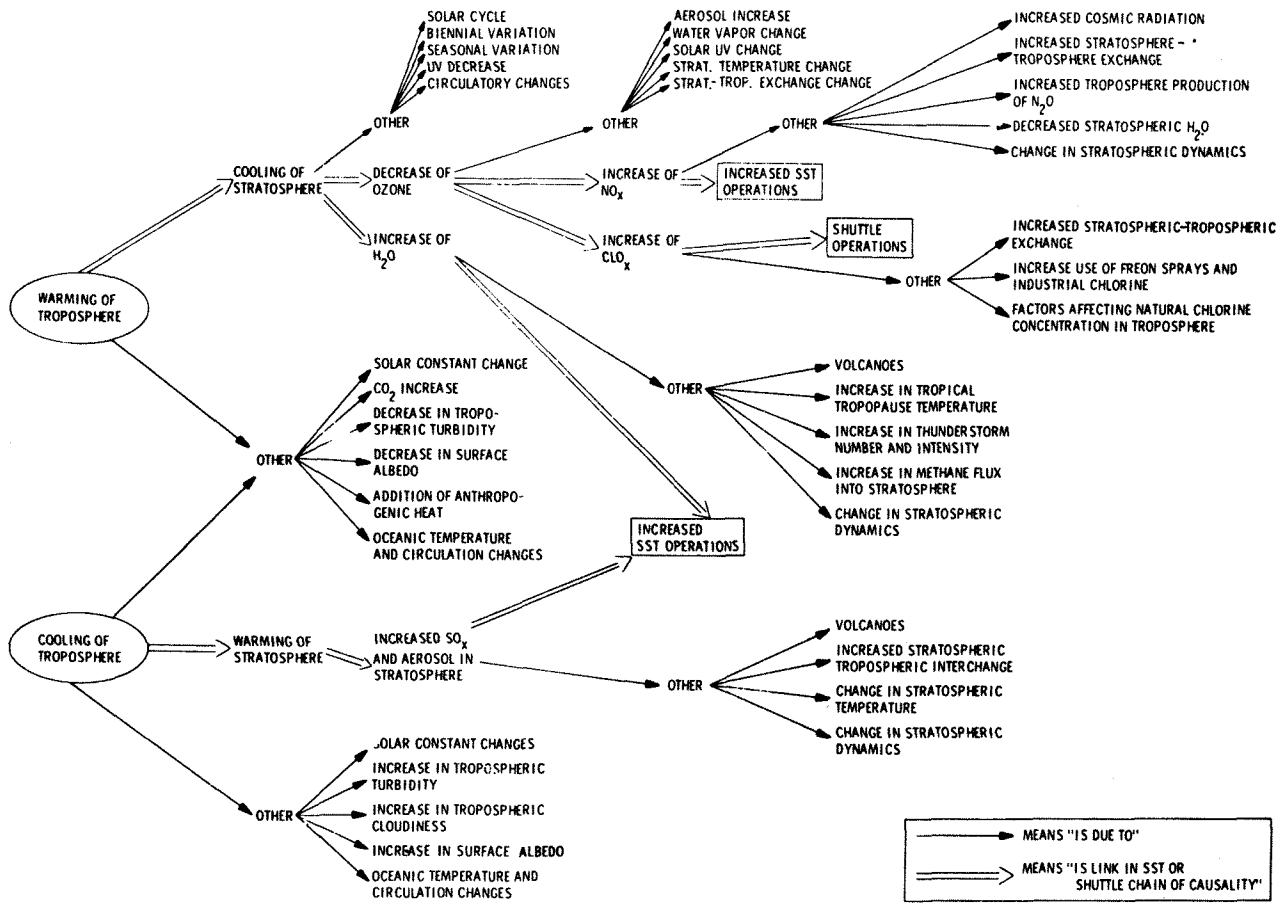 SOLAR CYCLE
BIENNIAL VARIATION
SEASONAL VARIATION
UV DECREASE
CIRCULATORY CHANGES
OTHER
AEROSOL INCREASE
WATER VAPOR CHANGE
SOLAR UV CHANGE
STRAT. TEMPERATURE CHANGE
STRAT.-TROP. EXCHANGE CHANGE
OTHER
INCREASED COSMIC RADIATION
INCREASED STRATOSPHERE -
TROPOSPHERE EXCHANGE
INCREASED TROPOSPHERE PRODUCTION
OF N2O
DECREASED STRATOSPHERIC H2O
CHANGE IN STRATOSPHERIC DYNAMICS
OTHER
COOLING OF
STRATOSPHERE
DECREASE OF
OZONE
INCREASE OF
NOx
INCREASED SST
OPERATIONS
INCREASE OF
H2O
INCREASE OF
CLOx
SHUTTLE
OPERATIONS
INCREASED STRATOSPHERIC-TROPOSPHERIC
EXCHANGE
OTHER
INCREASE USE OF FREON SPRAYS AND
INDUSTRIAL CHLORINE
FACTORS AFFECTING NATURAL CHLORINE
CONCENTRATION IN TROPOSPHERE
WARMING OF
TROPOSPHERE
SOLAR CONSTANT CHANGE
CO2 INCREASE
DECREASE IN TROPO-
SPHERIC TURBIDITY
OTHER
DECREASE IN SURFACE
ALBEDO
ADDITION OF ANTHROPO-
GENIC HEAT
OCEANIC TEMPERATURE
AND CIRCULATION CHANGES
OTHER
VOLCANOES
INCREASE IN TROPICAL
TROPOPAUSE TEMPERATURE
INCREASE IN THUNDERSTORM
NUMBER AND INTENSITY
INCREASE IN METHANE FLUX
INTO STRATOSPHERE
CHANGE IN STRATOSPHERIC
DYNAMICS
INCREASED
SST OPERATIONS
COOLING OF
TROPOSPHERE
WARMING OF
STRATOSPHERE
INCREASED SOx
AND AEROSOL IN
STRATOSPHERE
OTHER
VOLCANOES
INCREASED STRATOSPHERIC
TROPOSPHERIC INTERCHANGE
CHANGE IN STRATOSPHERIC
TEMPERATURE
CHANGE IN STRATOSPHERIC
DYNAMICS
OTHER
SOLAR CONSTANT CHANGES
INCREASE IN TROPOSPHERIC
TURBIDITY
INCREASE IN TROPOSPHERIC
CLOUDINESS
INCREASE IN SURFACE ALBEDO
OCEANIC TEMPERATURE AND
CIRCULATION CHANGES
MEANS "IS DUE TO"
MEANS "IS LINK IN SST OR
SHUTTLE CHAIN OF CAUSALITY"